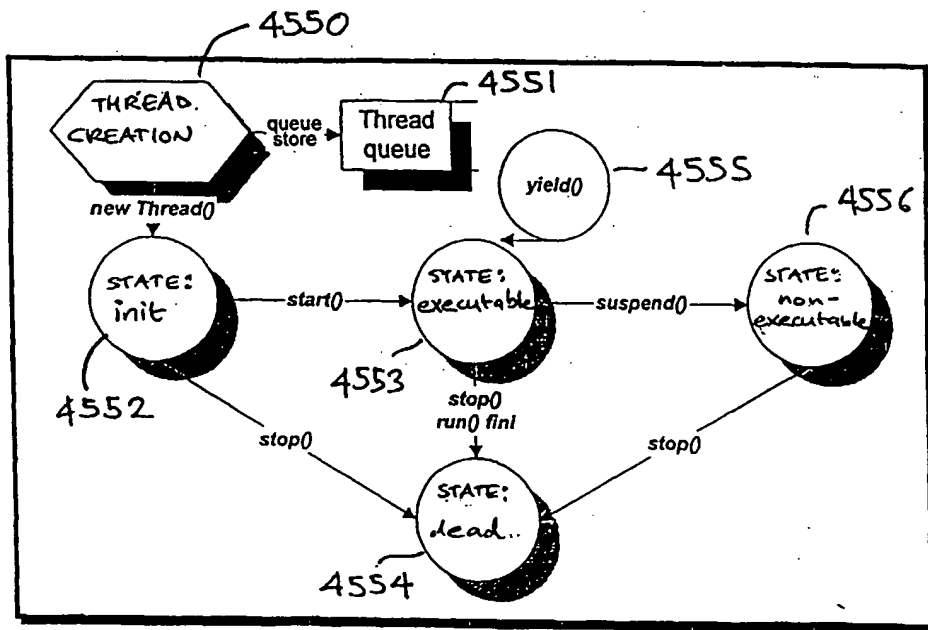 4550
4551
THREAD.
CREATION
queue
store
Thread
queue
yield()
4555
4556
new Thread()
STATE:
init
start()
STATE:
executable
suspend()
STATE:
non-
executable
4552
4553
stop()
run() finl
stop()
stop()
STATE:
dead..
4554